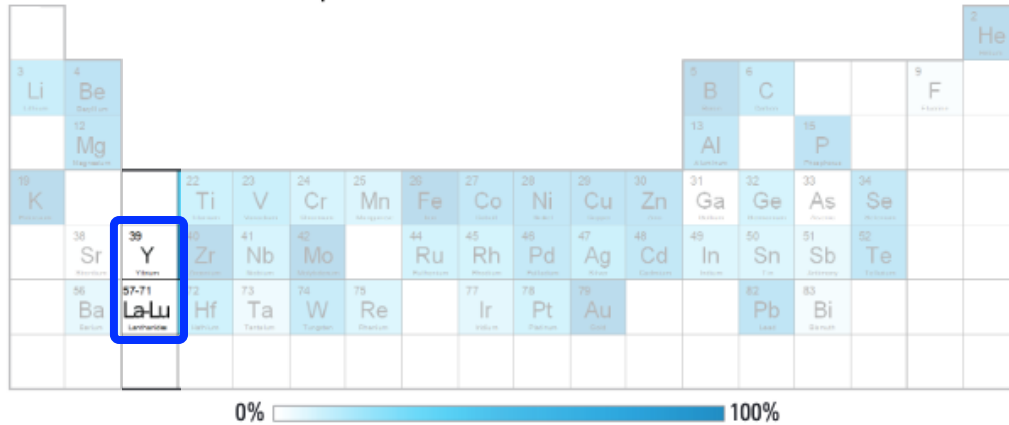 2
He
3 4 5 6 9
Li Be B C F
12 13 15
Mg Al P
Magnesium Aluminum Phosphorus
19 22 23 24 25 26 27 28 29 30 31 32 33 34
K Ti V Cr Mn Fe Co Ni Cu Zn Ga Ge As Se
38 39 40 41 42 44 45 46 47 48 49 50 51 52
Sr Y Zr Nb Mo Ru Rh Pd Ag Cd In Sn Sb Te
56 57-71 72 73 74 75 77 78 79 82 83
Ba La-Lu Hf Ta W Re Ir Pt Au Pb Bi
Lanthanides
0% 100%